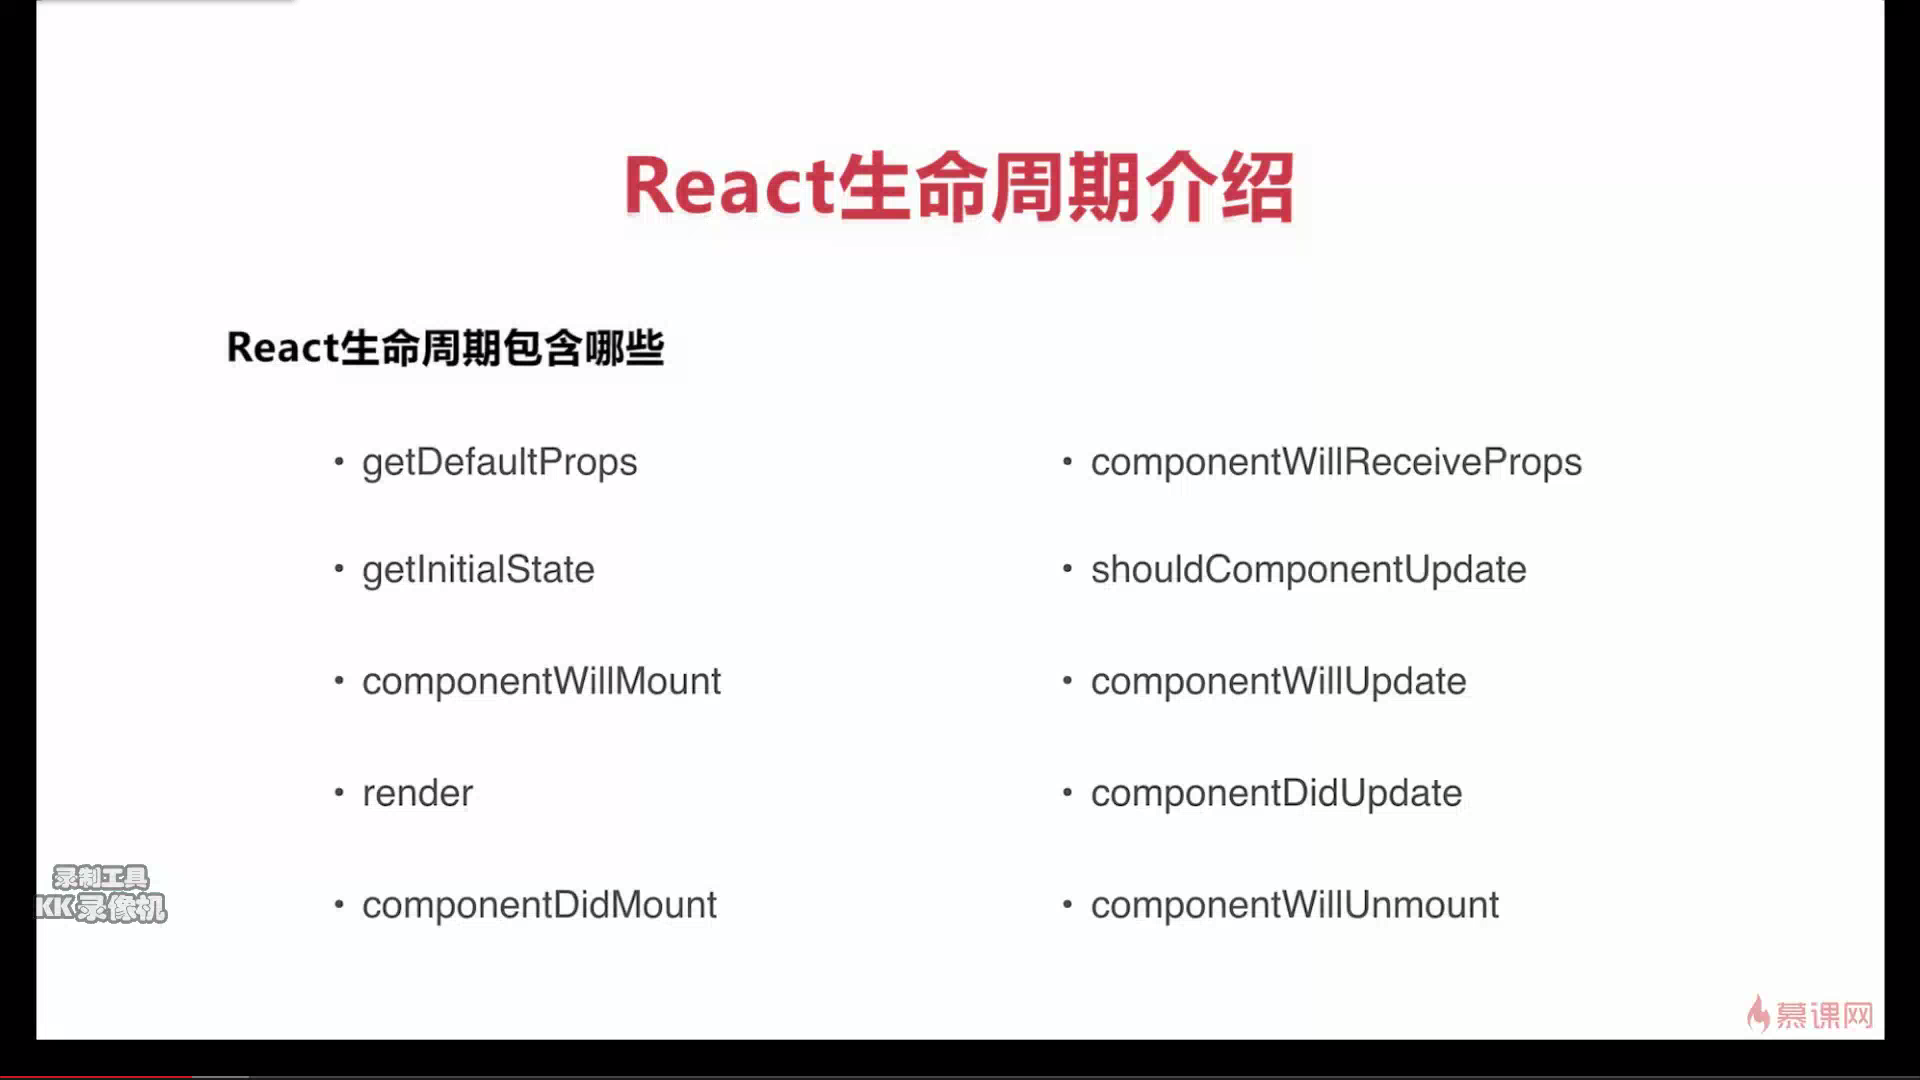 React生命周期介绍
React生命周期包含哪些
• getDefaultProps
• getInitialState
• componentWillMount
• render
• componentDidMount
• componentWillReceiveProps
• shouldComponentUpdate
• componentWillUpdate
• componentDidUpdate
• componentWillUnmount
录制工具
KK录像机
慕课网